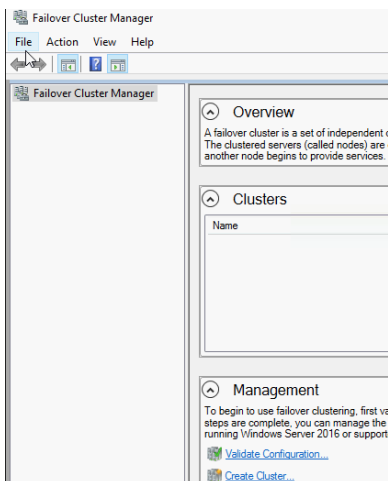 Failover Cluster Manager
File Action View Help
Failover Cluster Manager
Overview
A failover cluster is a set of independent
The clustered servers (called nodes) are
another node begins to provide services.
Clusters
Name
Management
To begin to use failover clustering, first
steps are complete, you can manage the
running Windows Server 2016 or support
Validate Configuration...
Create Cluster...